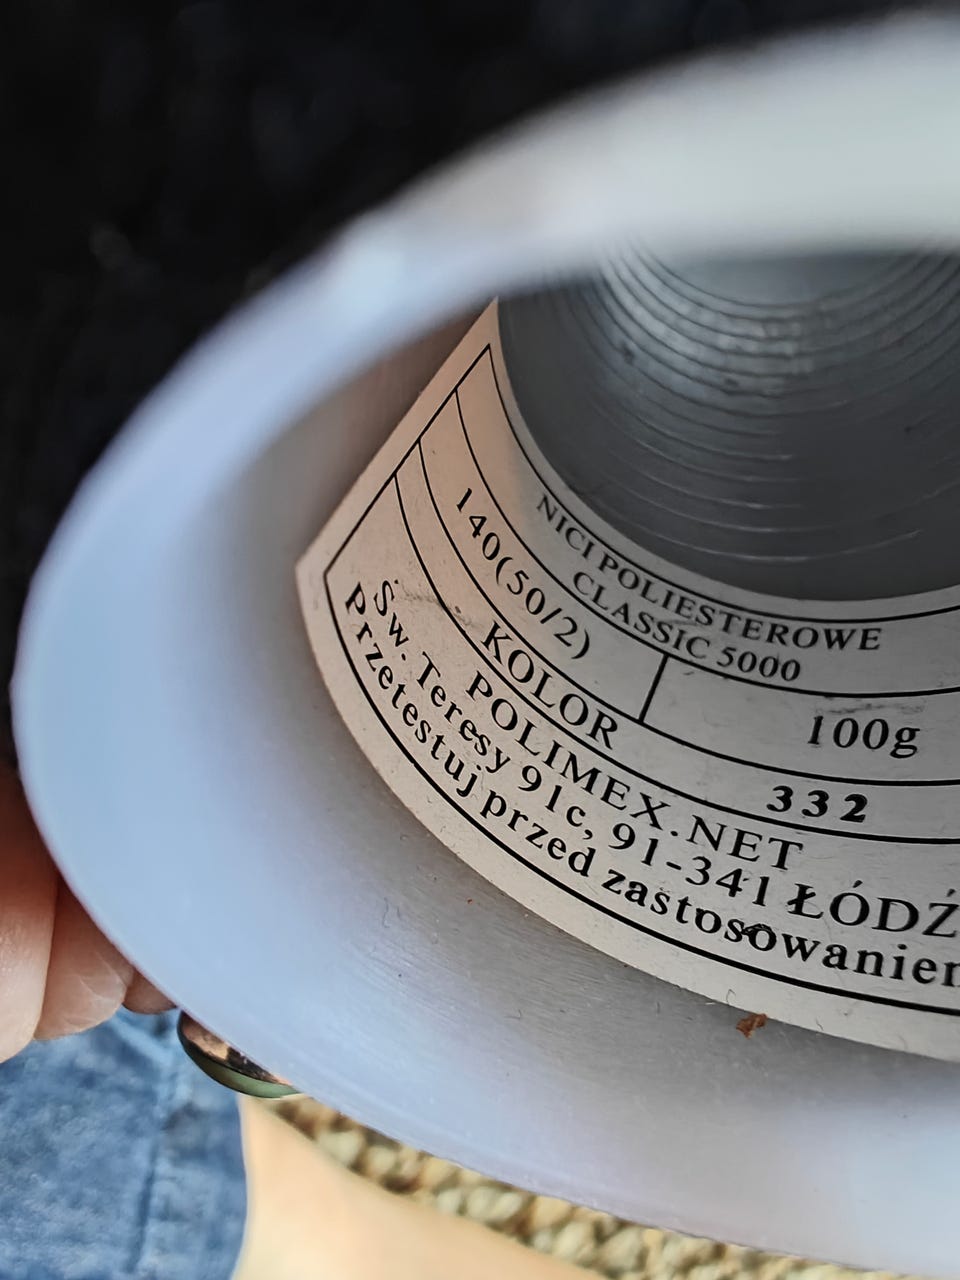 NICI POLIESTEROWE
CLASSIC 5000
140(50/2) 100g
KOLOR 332
POLIMEX.NET
Św. Teresy 91c, 91-341 ŁÓDŹ
Przetestuj przed